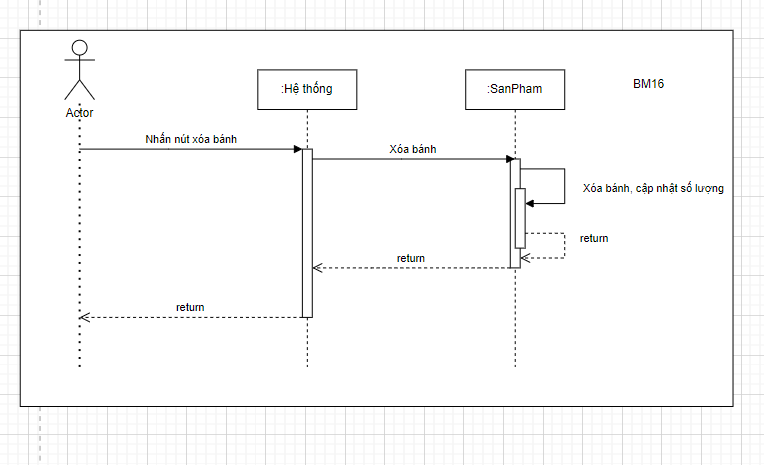 :Hệ thống
:SanPham
BM16
Actor
Nhấn nút xóa bánh
Xóa bánh
Xóa bánh, cập nhật số lượng
return
return
return